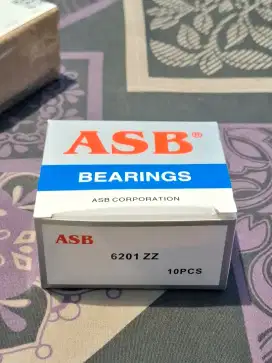 ASB®
BEARINGS
ASB CORPORATION
ASB
6201 ZZ
10PCS